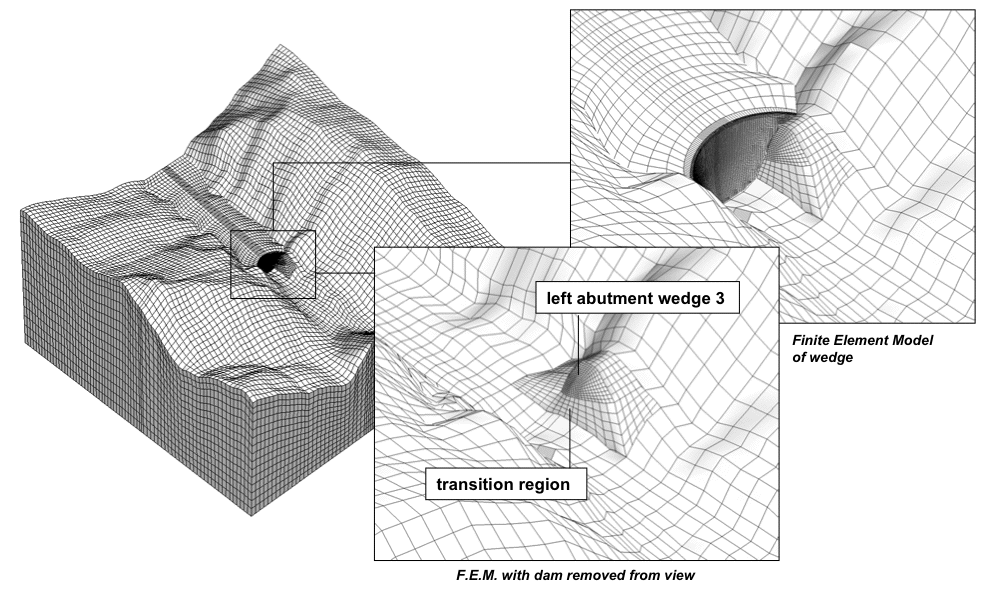 left abutment wedge 3
Finite Element Model
of wedge
transition region
F.E.M. with dam removed from view